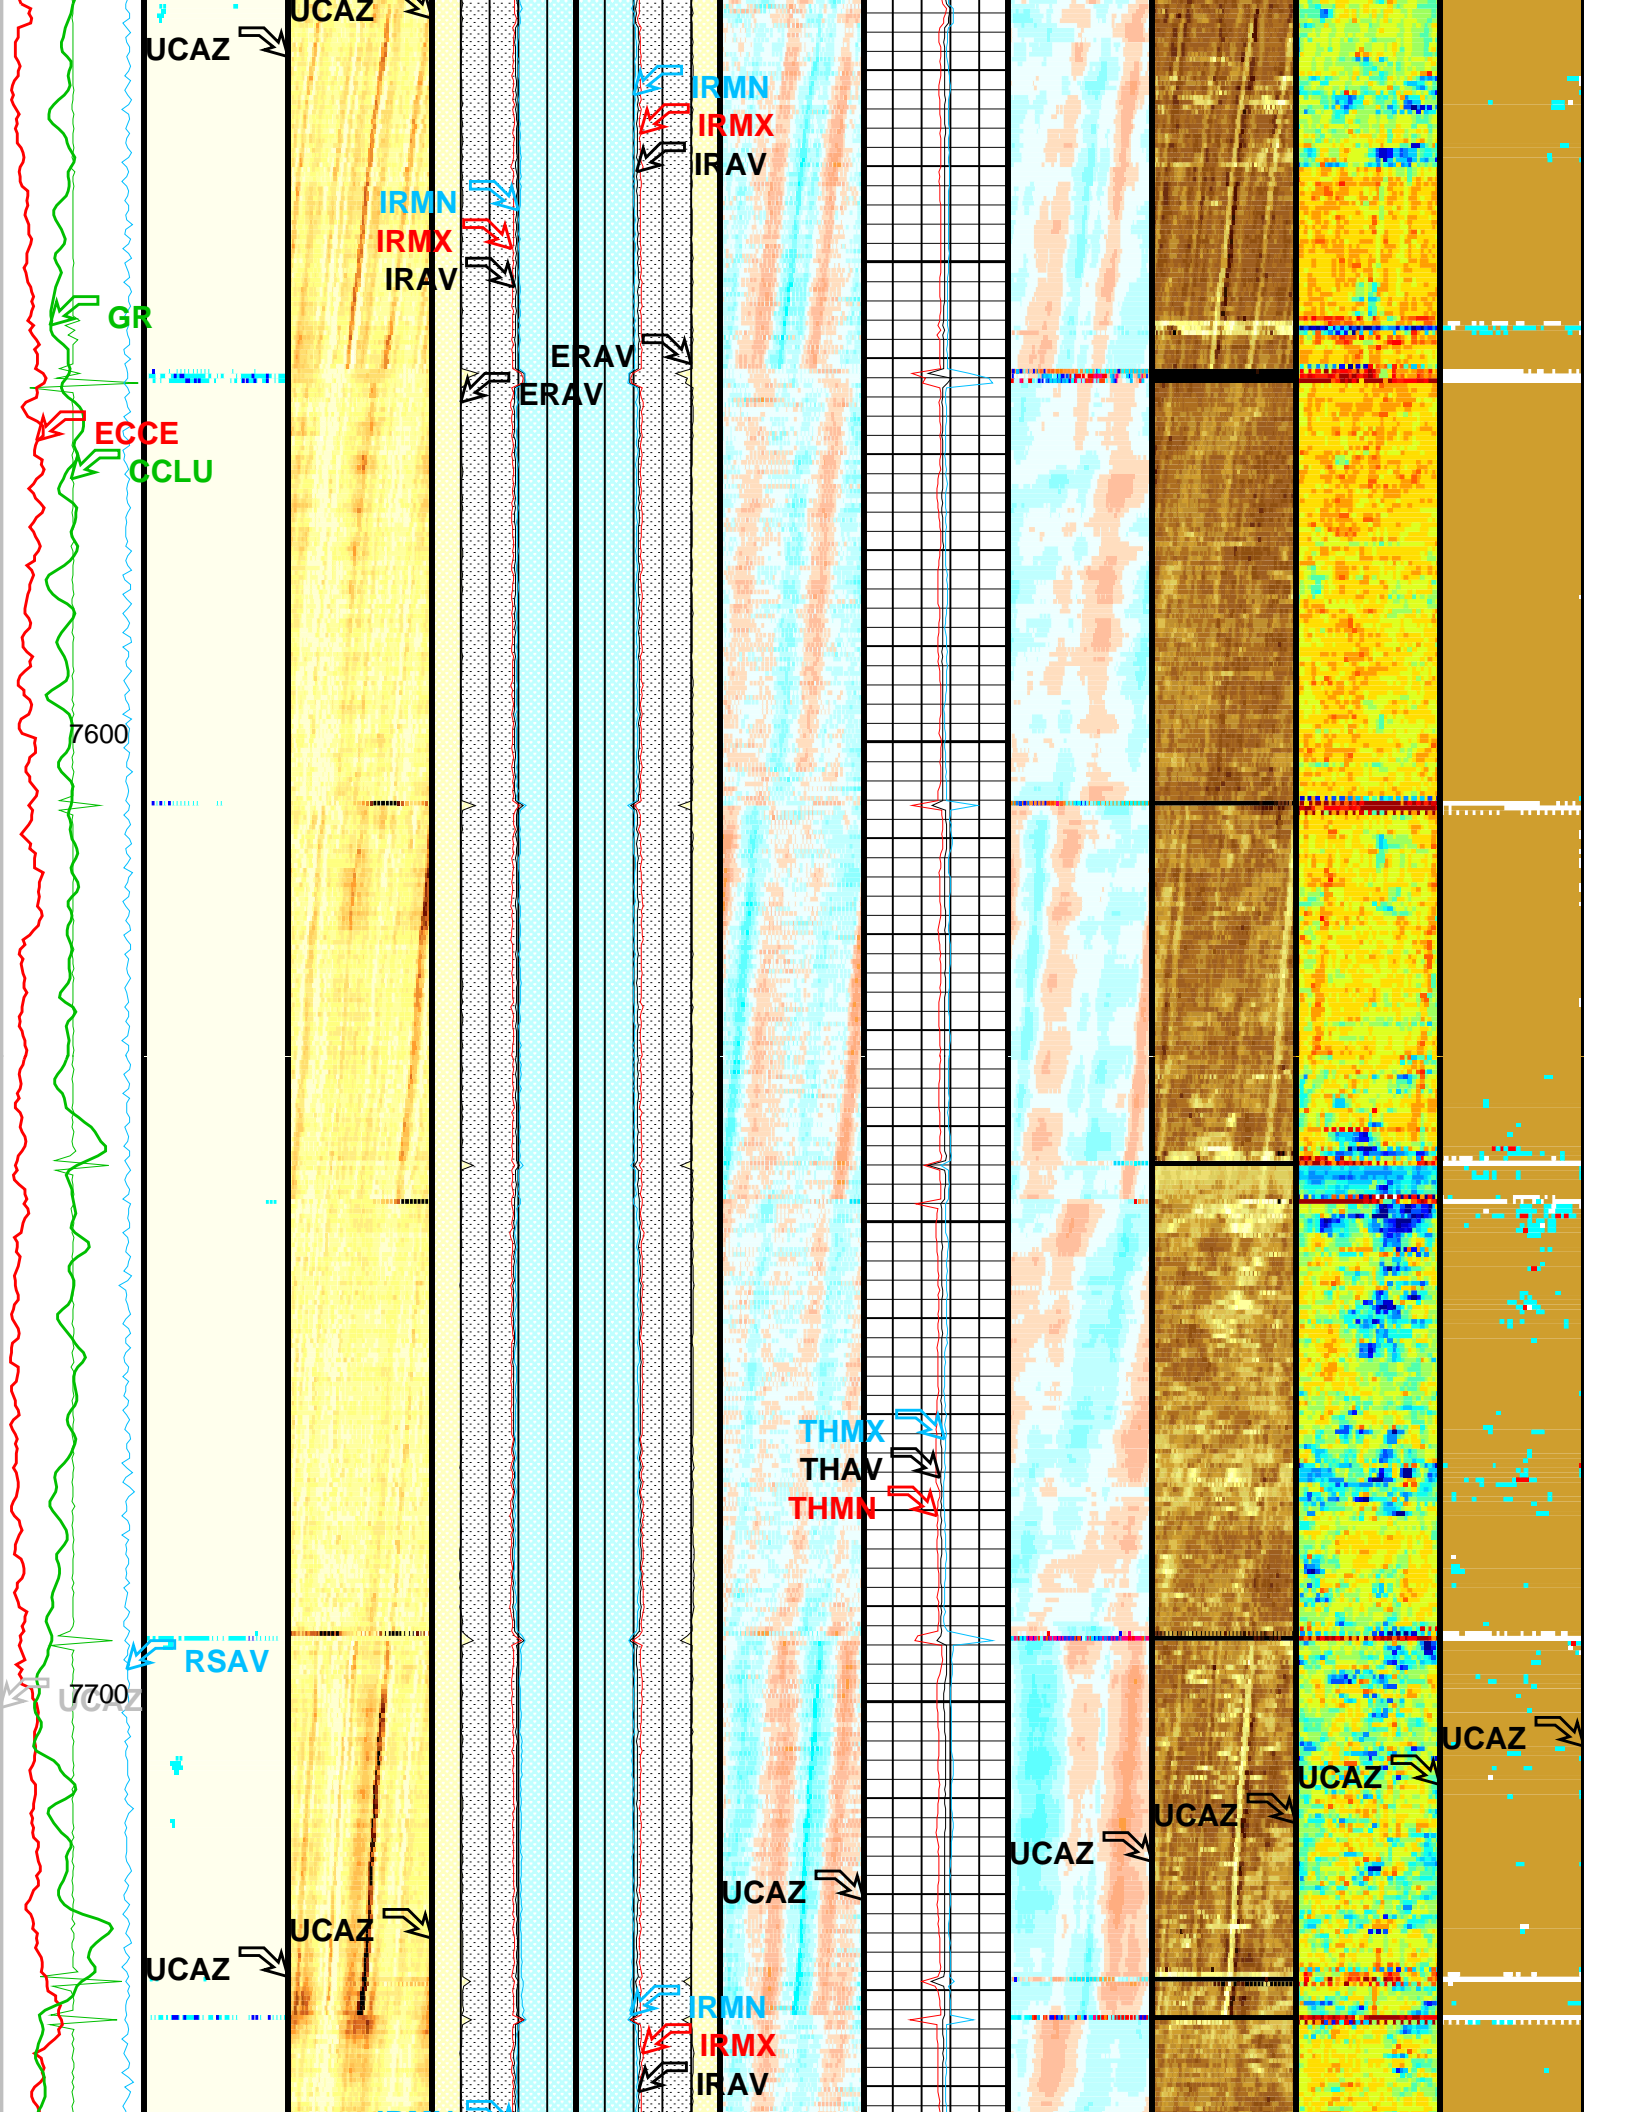 UCAZ
UCAZ
IRMN
IRMX
IRAV
IRMN
IRMX
IRAV
GR
ERAV
ERAV
ECCE
CCLU
7600
THMX
THAV
THMN
RSAV
7700
UCAZ
UCAZ
UCAZ
UCAZ
UCAZ
UCAZ
UCAZ
UCAZ
IRMN
IRMX
IRAV